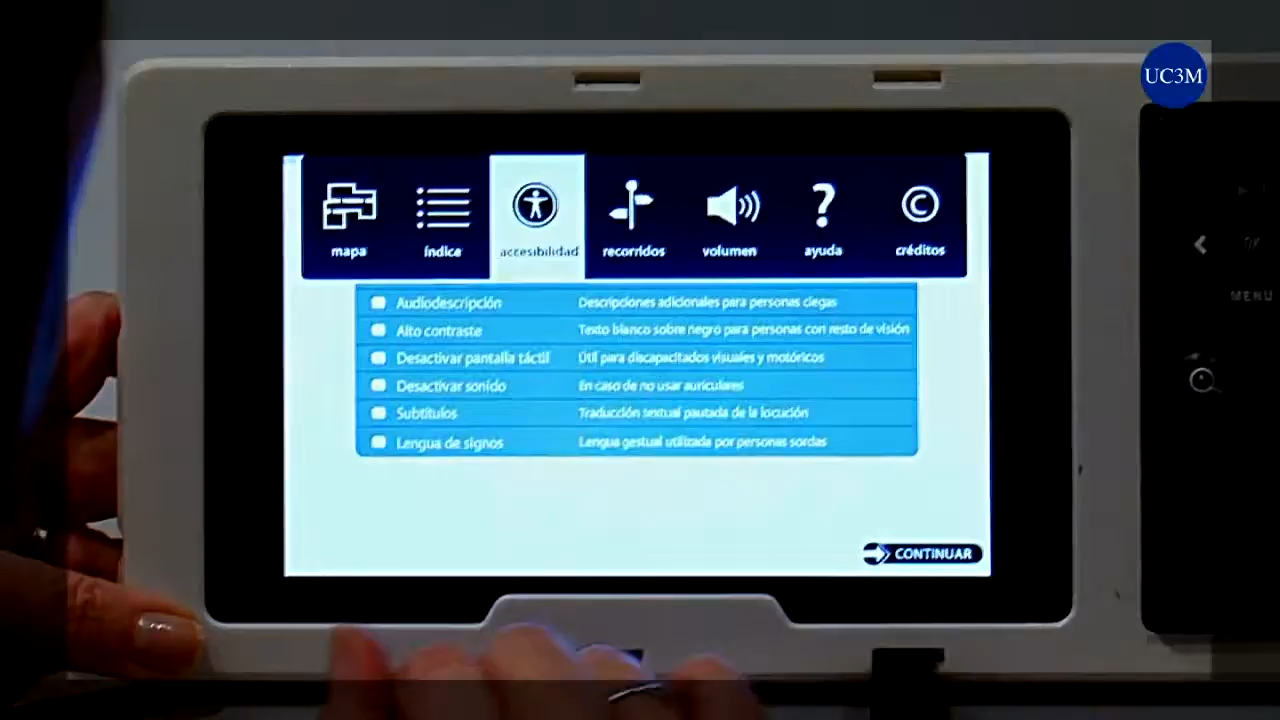 UC3M
mapa índice accesibilidad recorridos volumen ayuda créditos
Audiodescripción Descripciones adicionales para personas ciegas
Alto contraste Texto blanco sobre negro para personas con resto de visión
Desactivar pantalla táctil Útil para discapacitados visuales y motóricos
Desactivar sonido En caso de no usar auriculares
Subtítulos Traducción textual pautada de la locución
Lengua de signos Lengua gestual utilizada por personas sordas
CONTINUAR
MENU